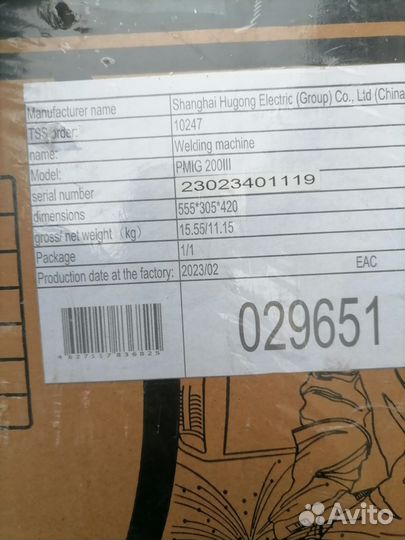 Manufacturer name Shanghai Hugong Electric (Group) Co., Ltd (China
TSS order: 10247
name: Welding machine
Model: PMIG 200III
serial number 23023401119
dimensions 555*305*420
gross/ net weight (kg) 15.55/11.15
Package 1/1
Production date at the factory: 2023/02 EAC
4627117836825
029651
Avito